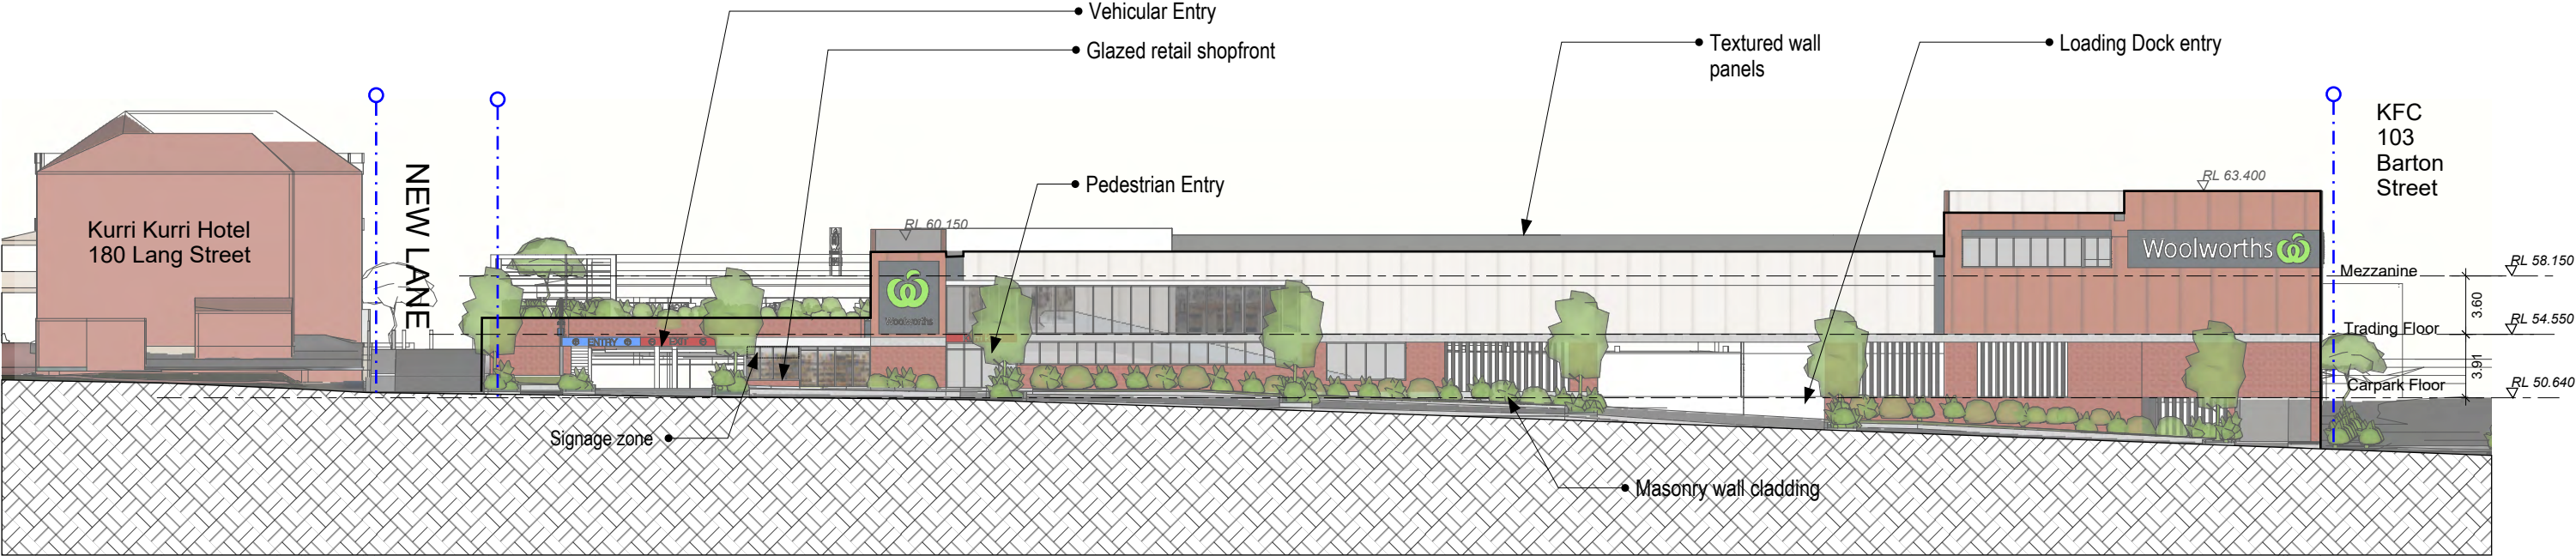 Vehicular Entry
Glazed retail shopfront
Textured wall
panels
Loading Dock entry
KFC
103
Barton
Street
NEW LANE
Pedestrian Entry
RL 63.400
Kurri Kurri Hotel
180 Lang Street
RL 60.150
Woolworths
Mezzanine
RL 58.150
3.60
Woolworths
Trading Floor
RL 54.550
ENTRY
EXIT
3.91
Carpark Floor
RL 50.640
Signage zone
Masonry wall cladding